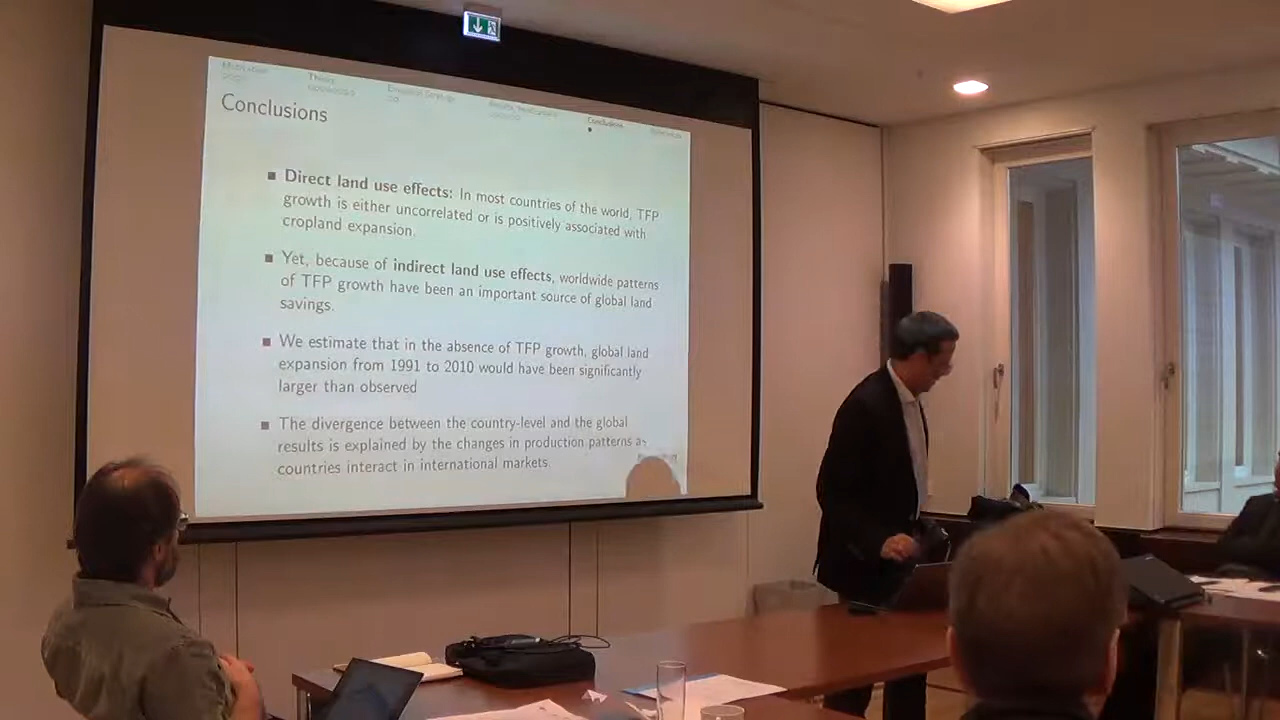 Motivation
Thesis
Conclusions
Conclusions
■ Direct land use effects: In most countries of the world, TFP
growth is either uncorrelated or is positively associated with
cropland expansion.
■ Yet, because of indirect land use effects, worldwide patterns
of TFP growth have been an important source of global land
savings.
■ We estimate that in the absence of TFP growth, global land
expansion from 1991 to 2010 would have been significantly
larger than observed
■ The divergence between the country-level and the global
results is explained by the changes in production patterns as
countries interact in international markets.